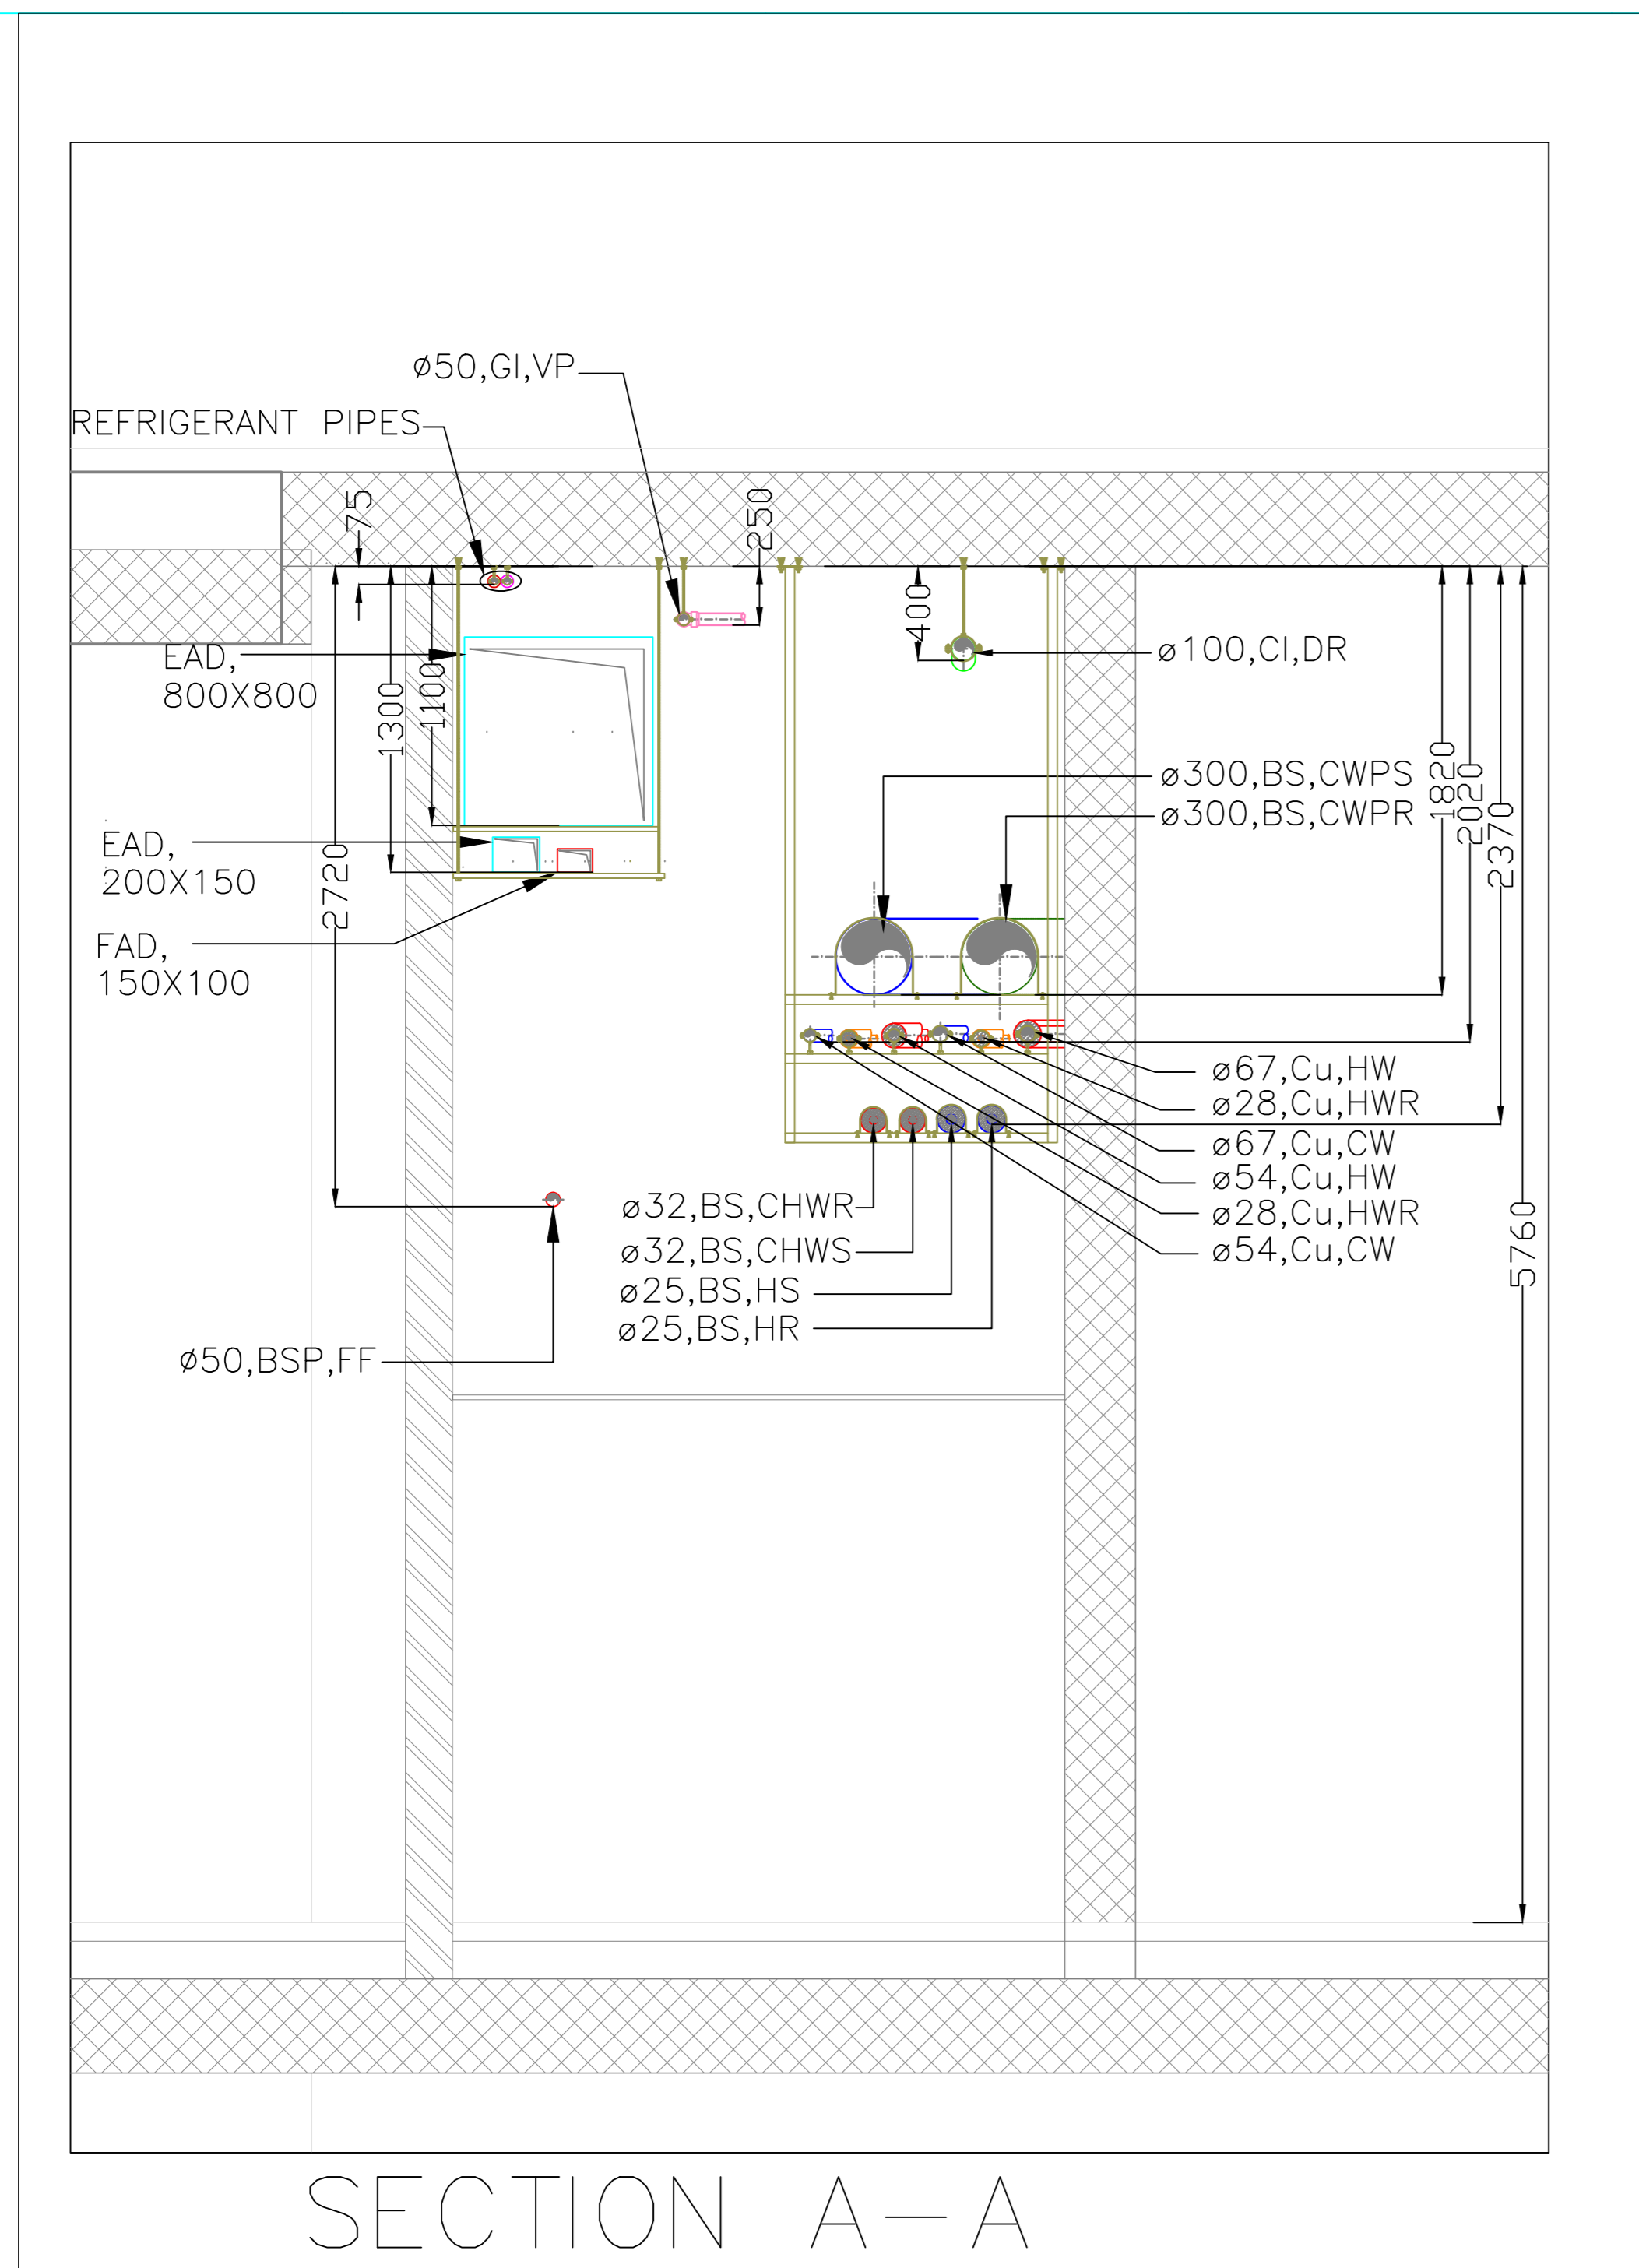 ø50,GI,VP
REFRIGERANT PIPES
75
250
400
EAD,
800X800
ø100,CI,DR
1300
1100
ø300,BS,CWPS
ø300,BS,CWPR
1820
2020
2370
EAD,
200X150
2720
FAD,
150X100
ø67,Cu,HW
ø28,Cu,HWR
ø67,Cu,CW
ø54,Cu,HW
ø28,Cu,HWR
ø54,Cu,CW
ø32,BS,CHWR
ø32,BS,CHWS
ø25,BS,HS
ø25,BS,HR
5760
ø50,BSP,FF
SECTION A-A